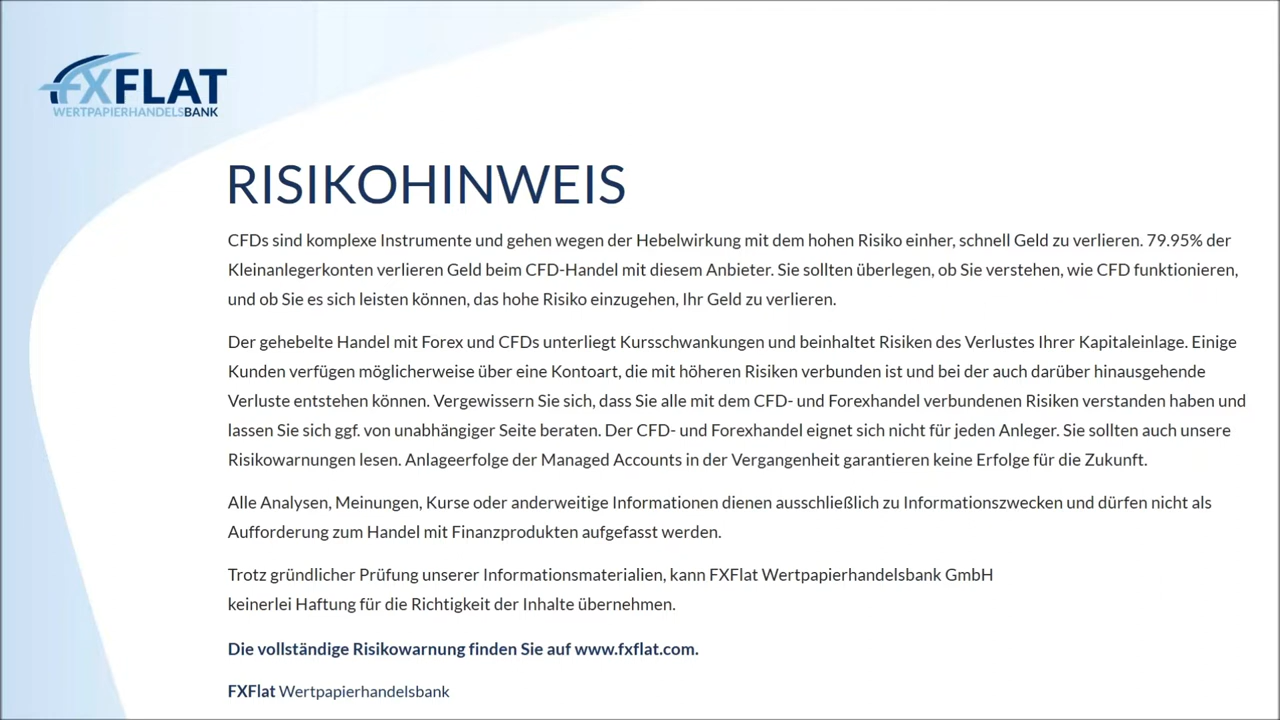 FXFLAT
WERTPAPIERHANDELSBANK
RISIKOHINWEIS
CFDs sind komplexe Instrumente und gehen wegen der Hebelwirkung mit dem hohen Risiko einher, schnell Geld zu verlieren. 79.95% der
Kleinanlegerkonten verlieren Geld beim CFD-Handel mit diesem Anbieter. Sie sollten überlegen, ob Sie verstehen, wie CFD funktionieren,
und ob Sie es sich leisten können, das hohe Risiko einzugehen, Ihr Geld zu verlieren.
Der gehebelte Handel mit Forex und CFDs unterliegt Kursschwankungen und beinhaltet Risiken des Verlustes Ihrer Kapitaleinlage. Einige
Kunden verfügen möglicherweise über eine Kontoart, die mit höheren Risiken verbunden ist und bei der auch darüber hinausgehende
Verluste entstehen können. Vergewissern Sie sich, dass Sie alle mit dem CFD- und Forexhandel verbundenen Risiken verstanden haben und
lassen Sie sich ggf. von unabhängiger Seite beraten. Der CFD- und Forexhandel eignet sich nicht für jeden Anleger. Sie sollten auch unsere
Risikowarnungen lesen. Anlageerfolge der Managed Accounts in der Vergangenheit garantieren keine Erfolge für die Zukunft.
Alle Analysen, Meinungen, Kurse oder anderweitige Informationen dienen ausschließlich zu Informationszwecken und dürfen nicht als
Aufforderung zum Handel mit Finanzprodukten aufgefasst werden.
Trotz gründlicher Prüfung unserer Informationsmaterialien, kann FXFlat Wertpapierhandelsbank GmbH
keinerlei Haftung für die Richtigkeit der Inhalte übernehmen.
Die vollständige Risikowarnung finden Sie auf www.fxflat.com.
FXFlat Wertpapierhandelsbank